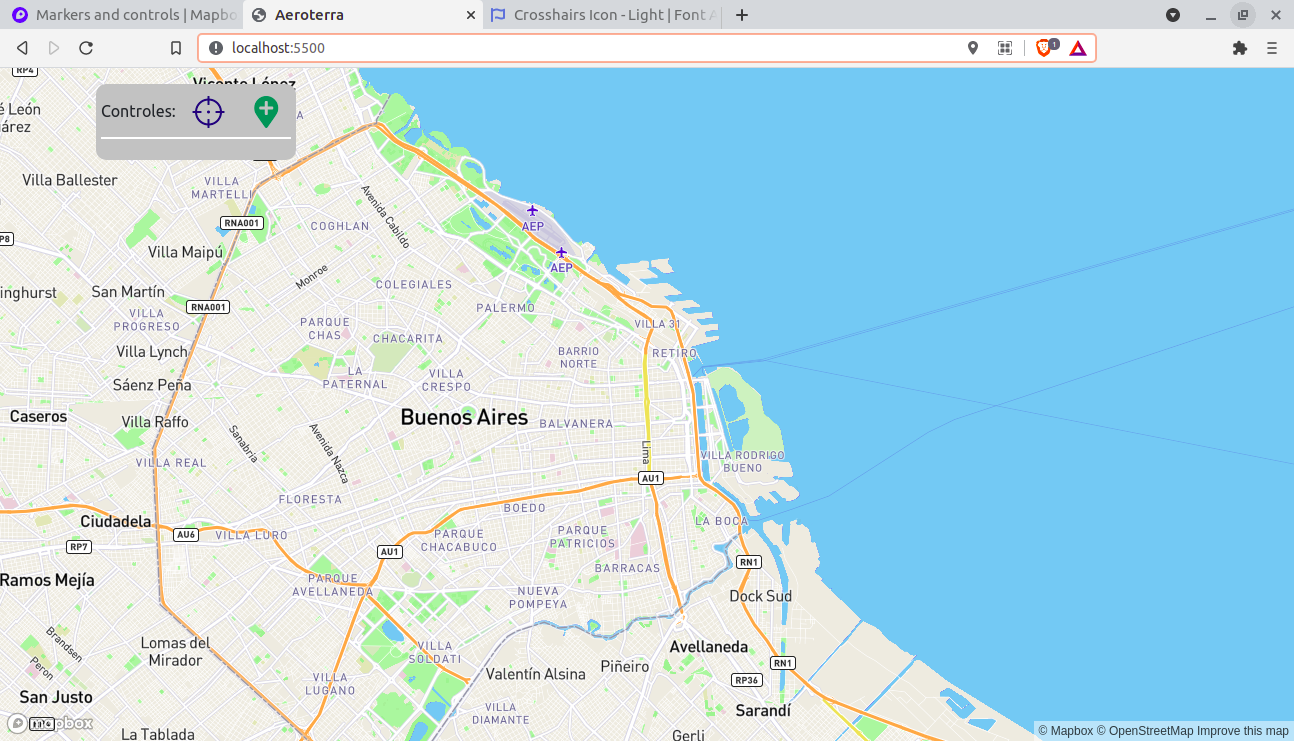 Markers and controls | Mapbo
Aeroterra
Crosshairs Icon - Light | Font A
localhost:5500
1
RP4
Vicente López
Controles:
é León
uárez
Villa Ballester
VILLA
MARTELLI
RNA001
COGHLAN
Avenida Cabildo
AEP
AEP
P8
Villa Maipú
Monroe
COLEGIALES
inghurst
San Martín
RNA001
PALERMO
VILLA
PROGRESO
PARQUE
CHAS
CHACARITA
VILLA 31
Villa Lynch
BARRIO
NORTE
RETIRO
LA
PATERNAL
VILLA
CRESPO
Sáenz Peña
Caseros
Villa Raffo
Buenos Aires
BALVANERA
Sanabria
Avenida Nazca
Lima
VILLA REAL
VILLA RODRIGO
BUENO
AU1
FLORESTA
BOEDO
Ciudadela
AU6
VILLA LURO
LA BOCA
RP7
AU1
PARQUE
CHACABUCO
PARQUE
PATRICIOS
BARRACAS
RN1
Ramos Mejía
PARQUE
AVELLANEDA
NUEVA
POMPEYA
Dock Sud
Brandsen
Lomas del
Mirador
VILLA
SOLDATI
Avellaneda
Peron
VILLA
LUGANO
Valentín Alsina
Piñeiro
RN1
RP36
San Justo
VILLA
DIAMANTE
Sarandí
mapbox
La Tablada
Gerli
© Mapbox © OpenStreetMap Improve this map